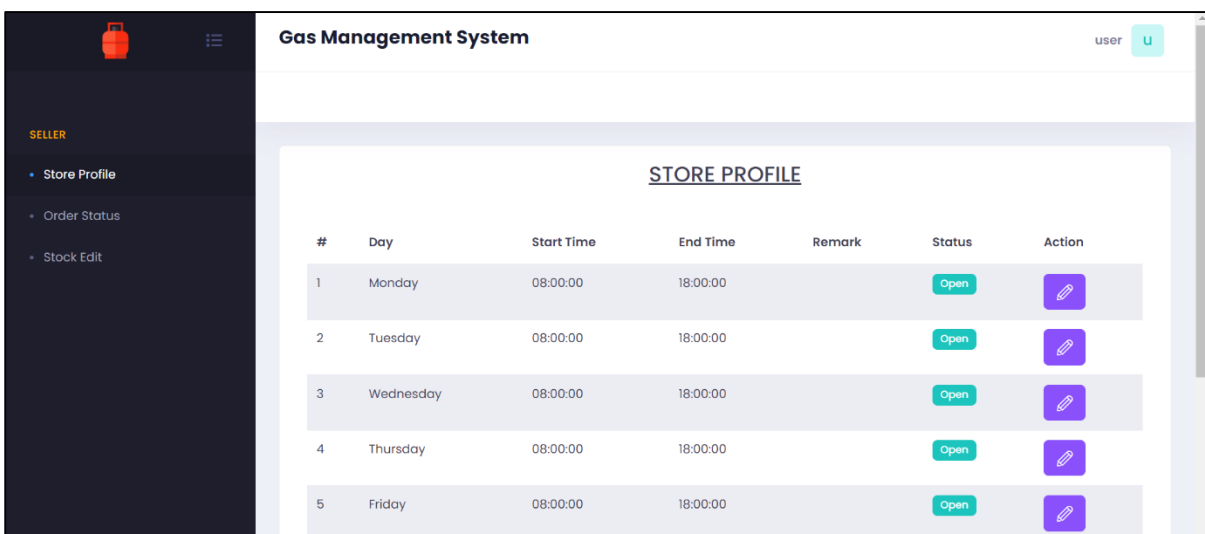 Gas Management System
user U
SELLER
Store Profile
Order Status
Stock Edit
STORE PROFILE
# Day Start Time End Time Remark Status Action
1 Monday 08:00:00 18:00:00 Open
2 Tuesday 08:00:00 18:00:00 Open
3 Wednesday 08:00:00 18:00:00 Open
4 Thursday 08:00:00 18:00:00 Open
5 Friday 08:00:00 18:00:00 Open